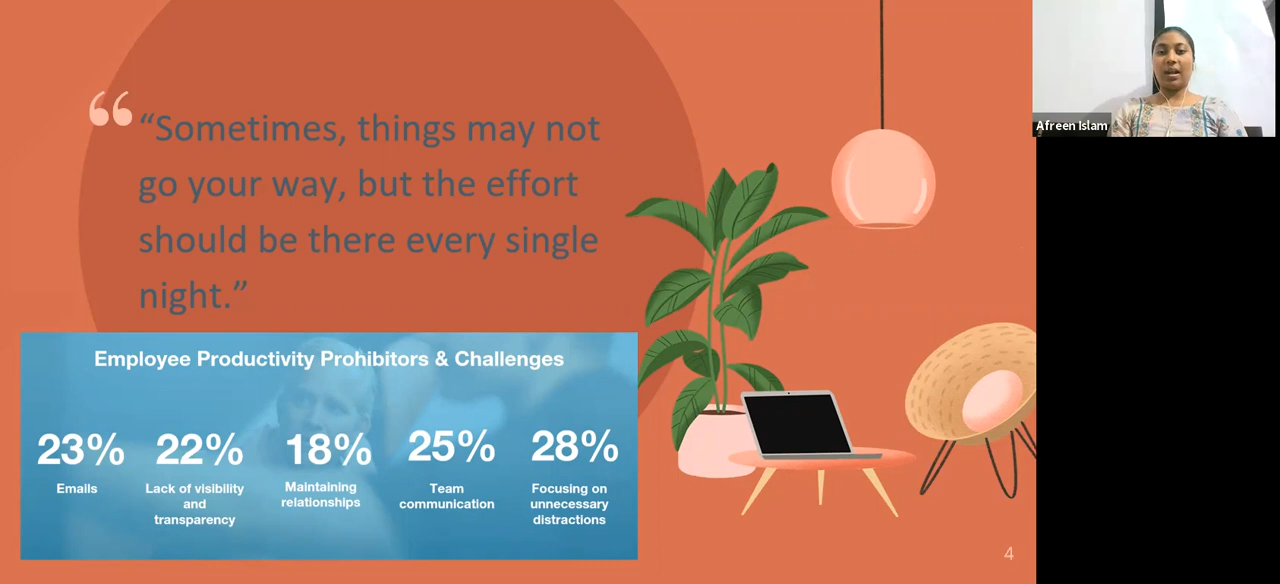 “
“Sometimes, things may not
go your way, but the effort
should be there every single
night.”
Employee Productivity Prohibitors & Challenges
23%
Emails
22%
Lack of visibility
and
transparency
18%
Maintaining
relationships
25%
Team
communication
28%
Focusing on
unnecessary
distractions
4
Afreen Islam